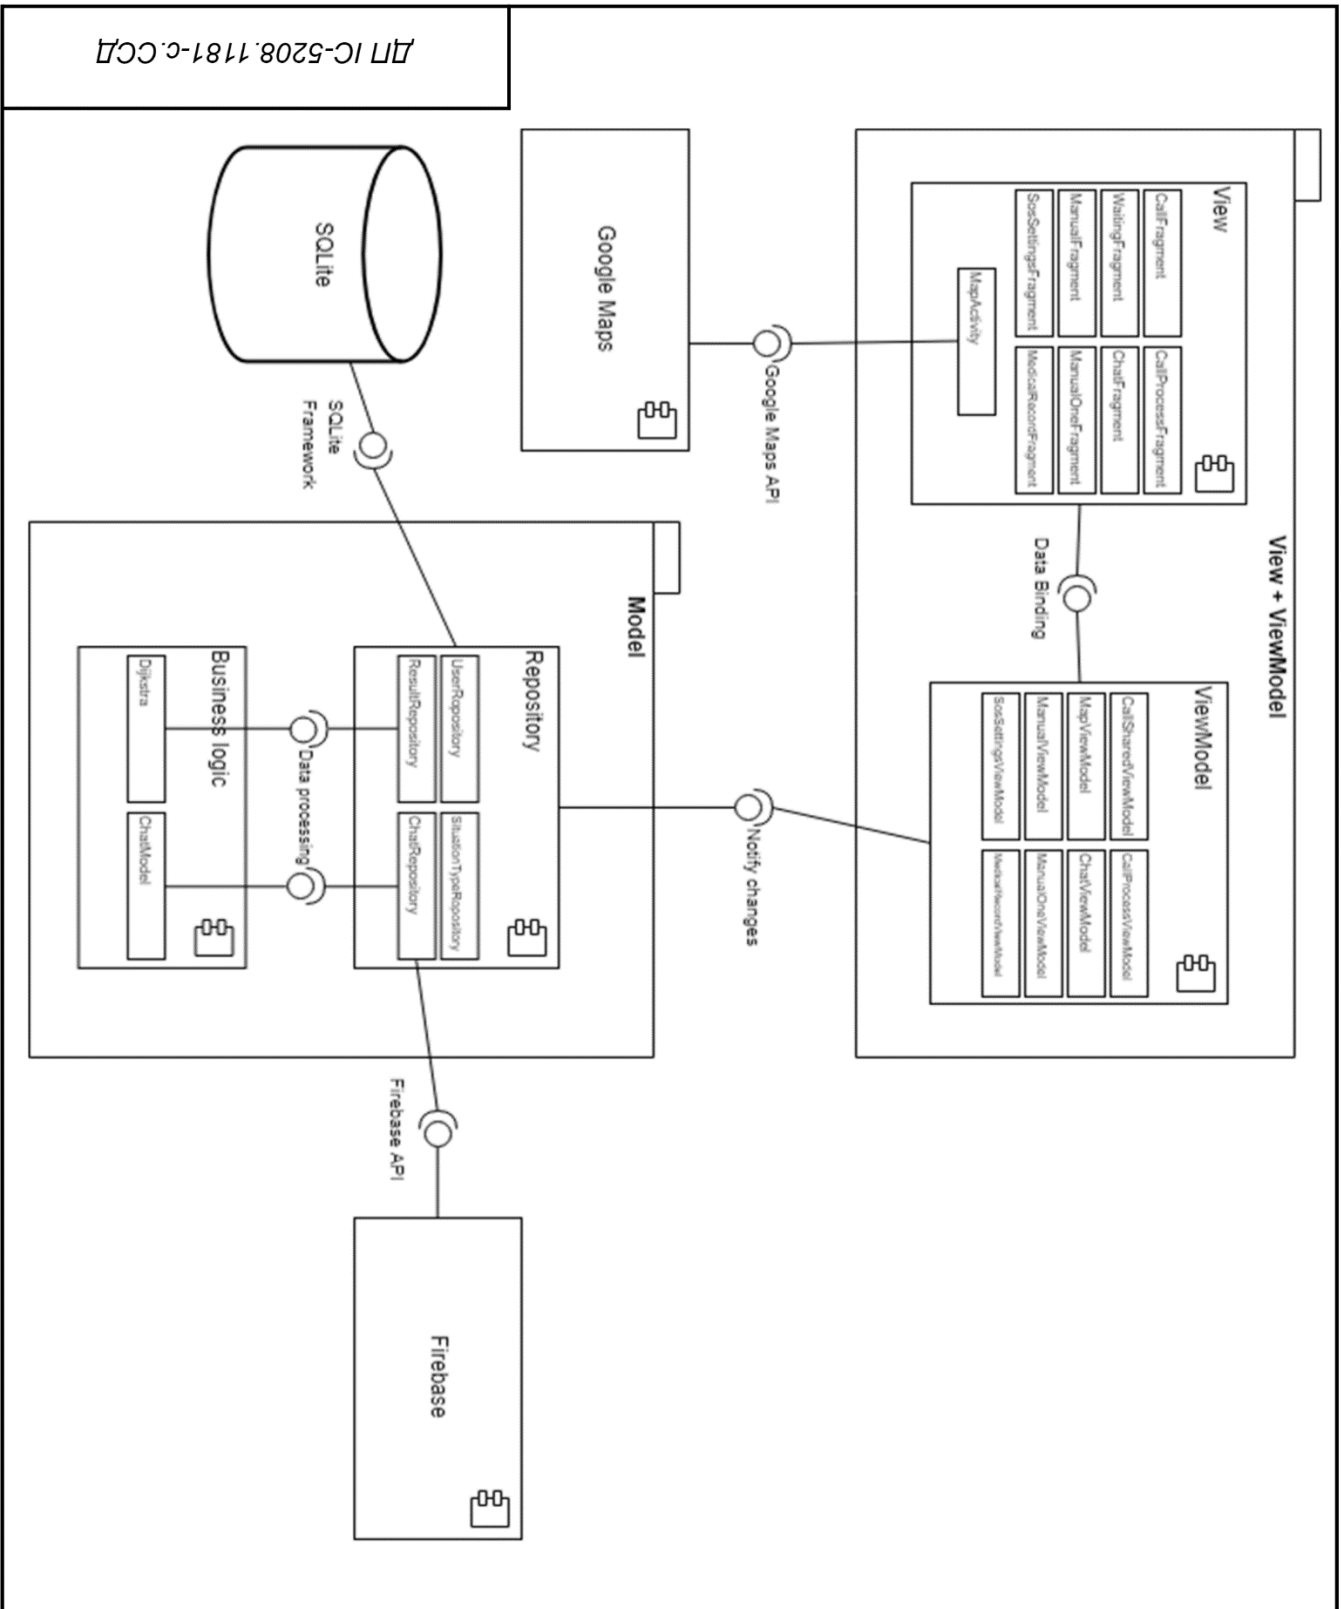 ДП ІС-5208.1181-с.ССД
View + ViewModel
View
CallFragment
CallProcessFragment
WaitingFragment
ChatFragment
ManualFragment
ManualOneFragment
SosSettingsFragment
MedicalRecordFragment
MapActivity
Data Binding
ViewModel
CallSharedViewModel
CallProcessViewModel
MapViewModel
ChatViewModel
ManualViewModel
ManualOneViewModel
SosSettingsViewModel
MedicalRecordViewModel
Google Maps API
Notify changes
Google Maps
Model
Repository
UserRopository
SituationTypeRopository
ResultRepository
ChatRepository
SQLite
Framework
SQLite
Data processing
Business logic
Dijkstra
ChatModel
Firebase API
Firebase